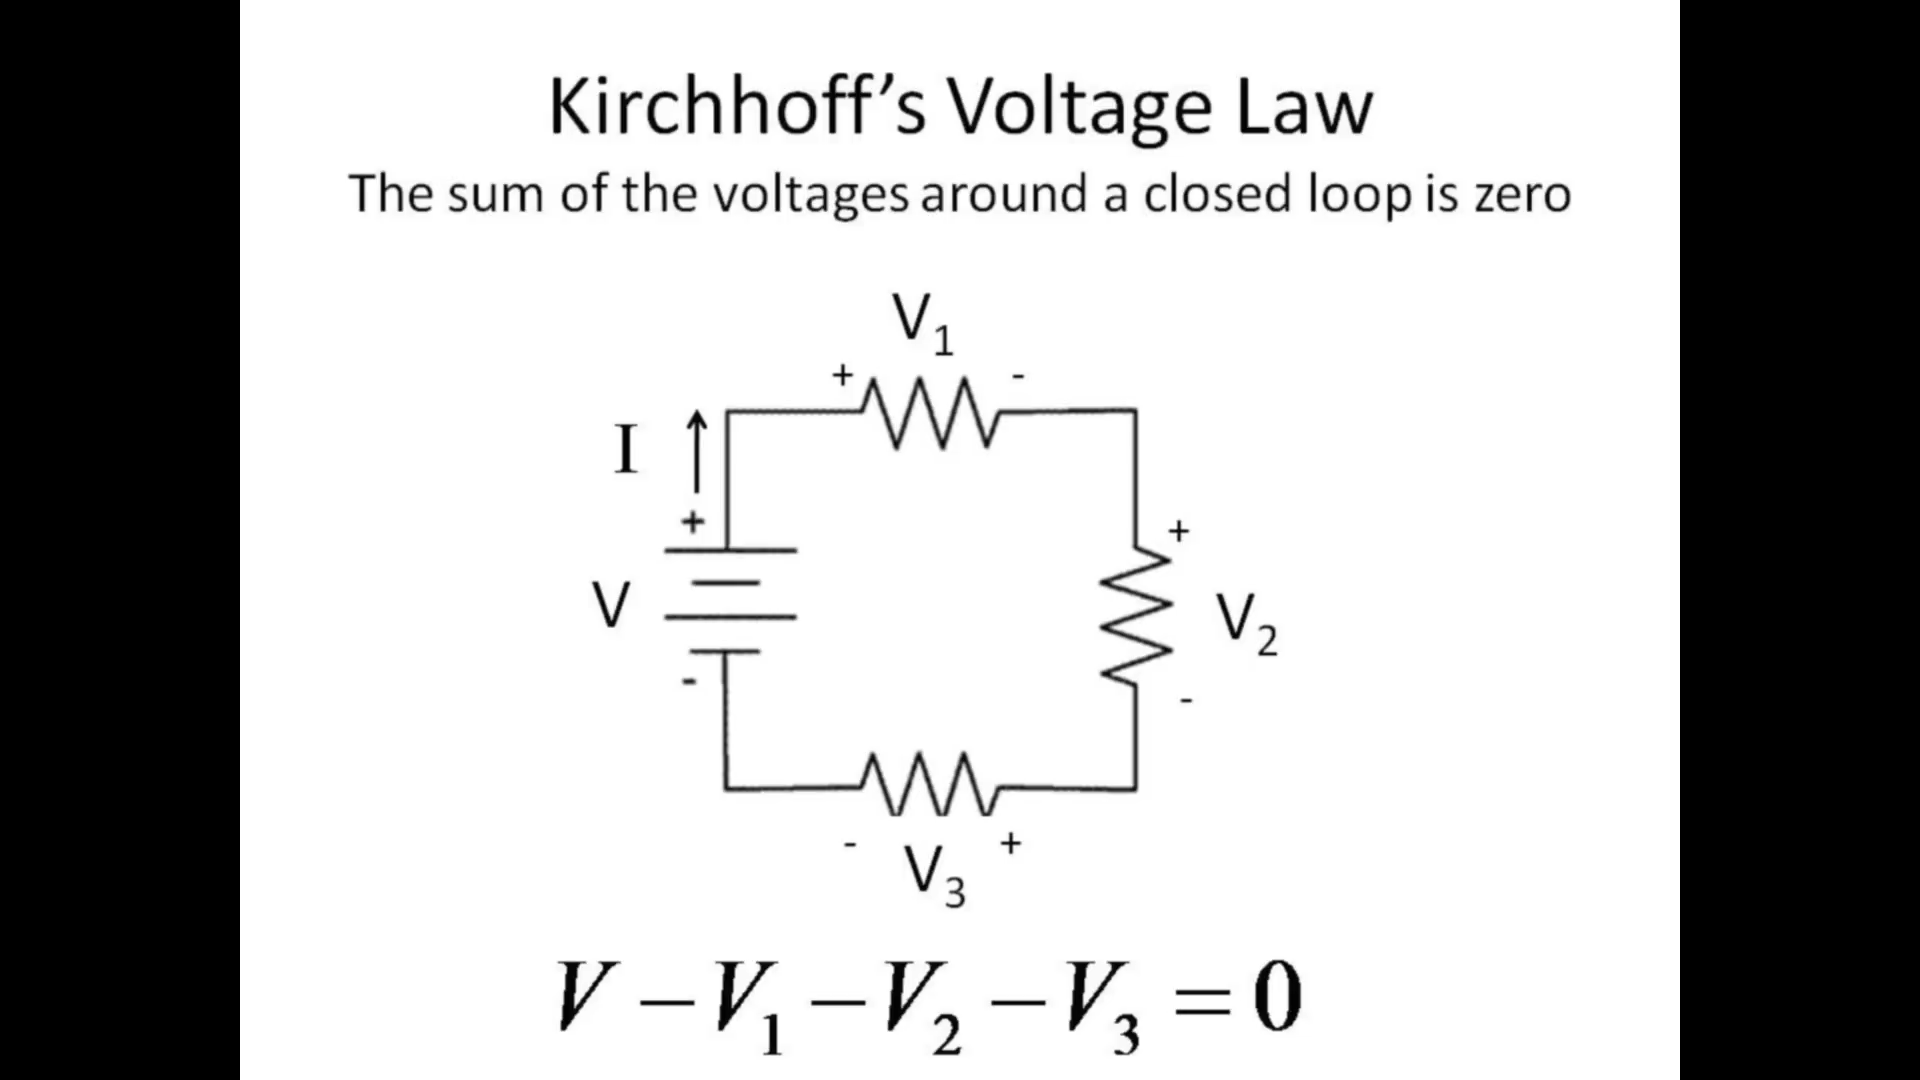 Kirchhoff's Voltage Law
The sum of the voltages around a closed loop is zero
V₁
+ -
I
+
+
V
V₂
-
-
- +
V₃
V − V₁ − V₂ − V₃ = 0